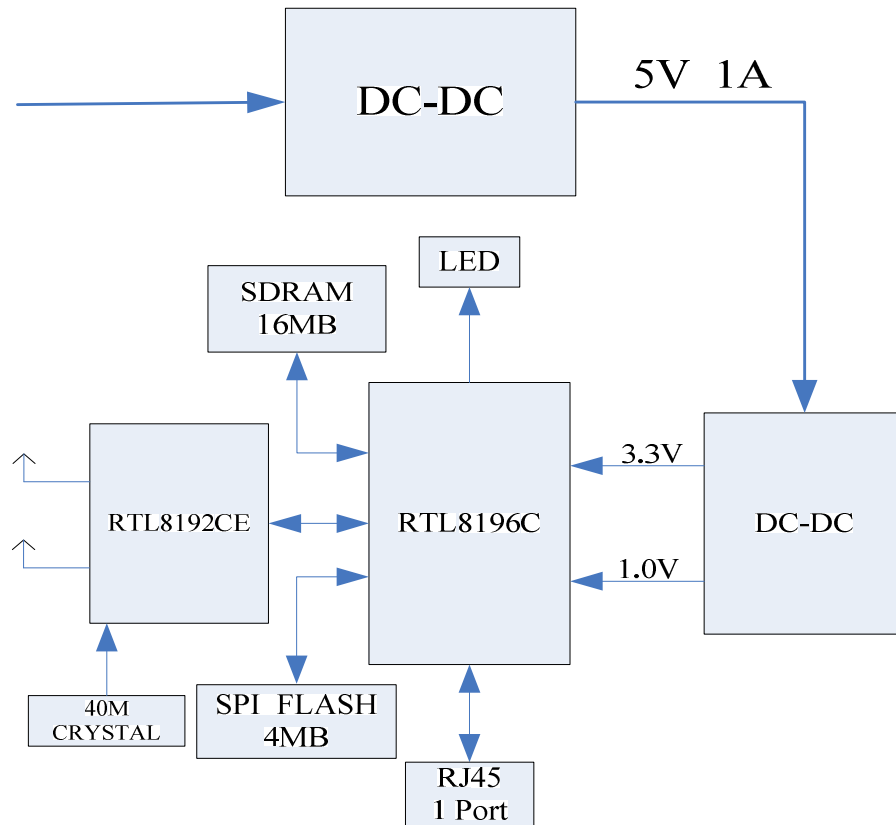 DC-DC
5V 1A
LED
SDRAM
16MB
3.3V
RTL8192CE
RTL8196C
DC-DC
1.0V
SPI FLASH
4MB
40M
CRYSTAL
RJ45
1 Port